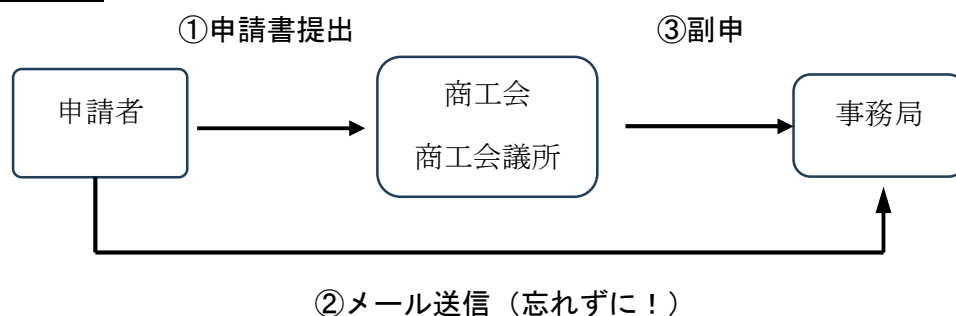 ①申請書提出
③副申
申請者
商工会
商工会議所
事務局
②メール送信（忘れずに！）